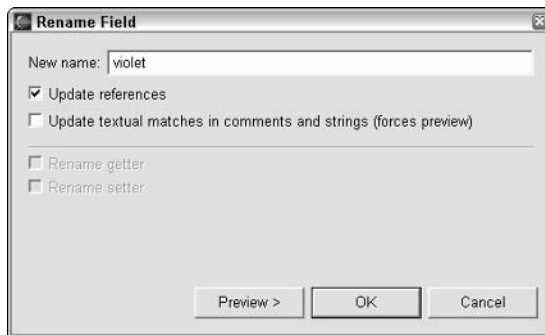 Rename Field
New name: violet
Update references
Update textual matches in comments and strings (forces preview)
Rename getter
Rename setter
Preview > OK Cancel